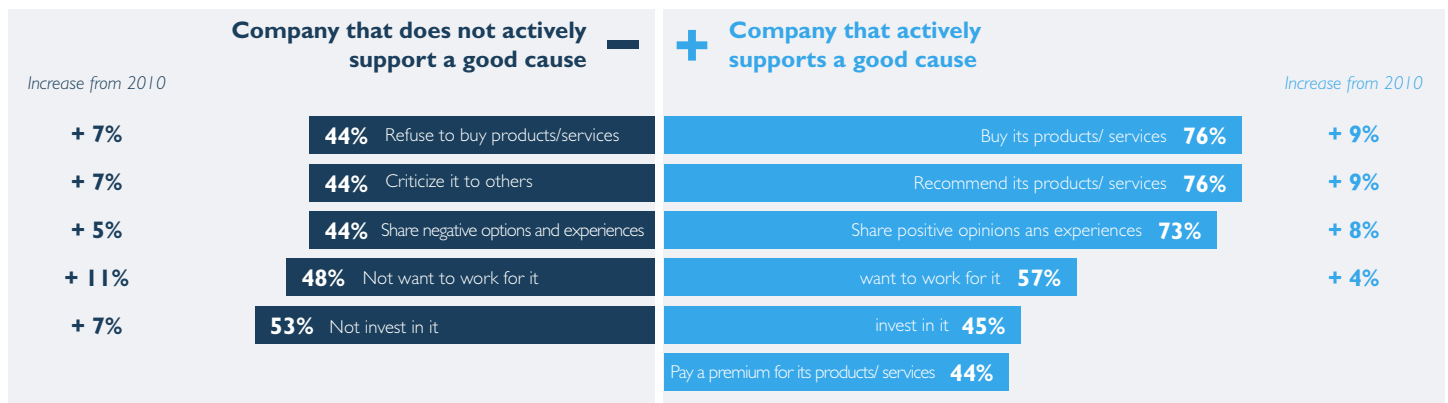 Company that does not actively
support a good cause
Increase from 2010
+ 7% 44% Refuse to buy products/services
+ 7% 44% Criticize it to others
+ 5% 44% Share negative options and experiences
+ 11% 48% Not want to work for it
+ 7% 53% Not invest in it
Company that actively
supports a good cause
Increase from 2010
Buy its products/ services 76% + 9%
Recommend its products/ services 76% + 9%
Share positive opinions ans experiences 73% + 8%
want to work for it 57% + 4%
invest in it 45%
Pay a premium for its products/ services 44%